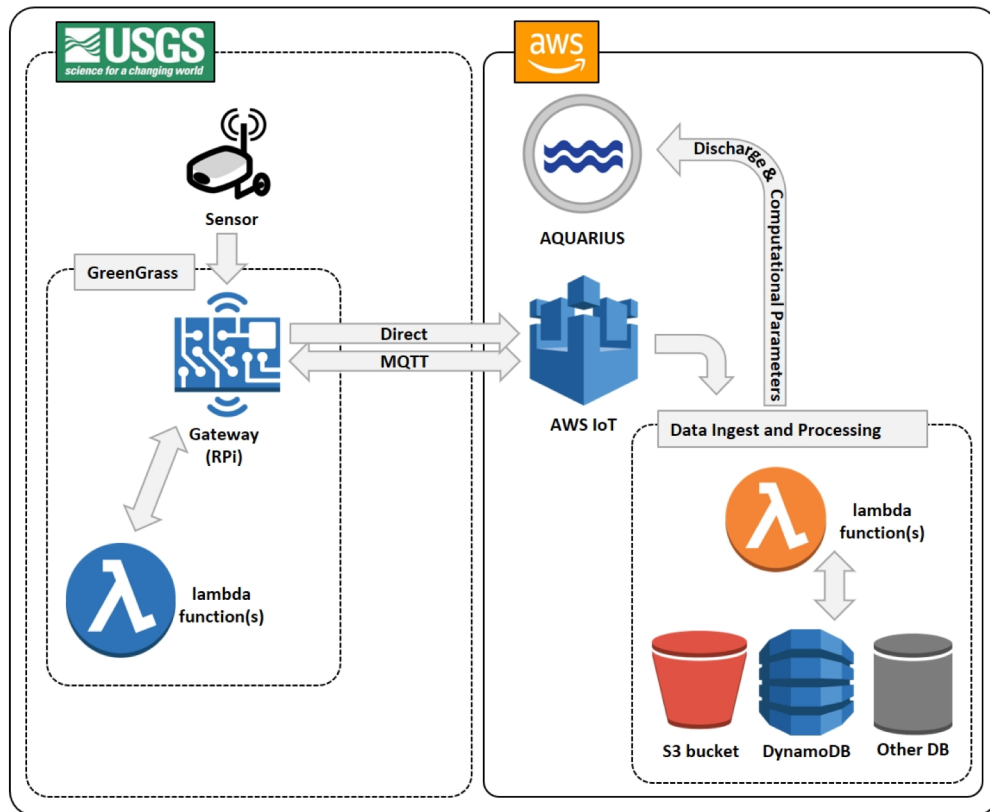 USGS
science for a changing world
aws
Sensor
AQUARIUS
Discharge &
Computational Parameters
GreenGrass
Direct
MQTT
Gateway
(RPi)
AWS IoT
Data Ingest and Processing
lambda
function(s)
lambda
function(s)
S3 bucket
DynamoDB
Other DB